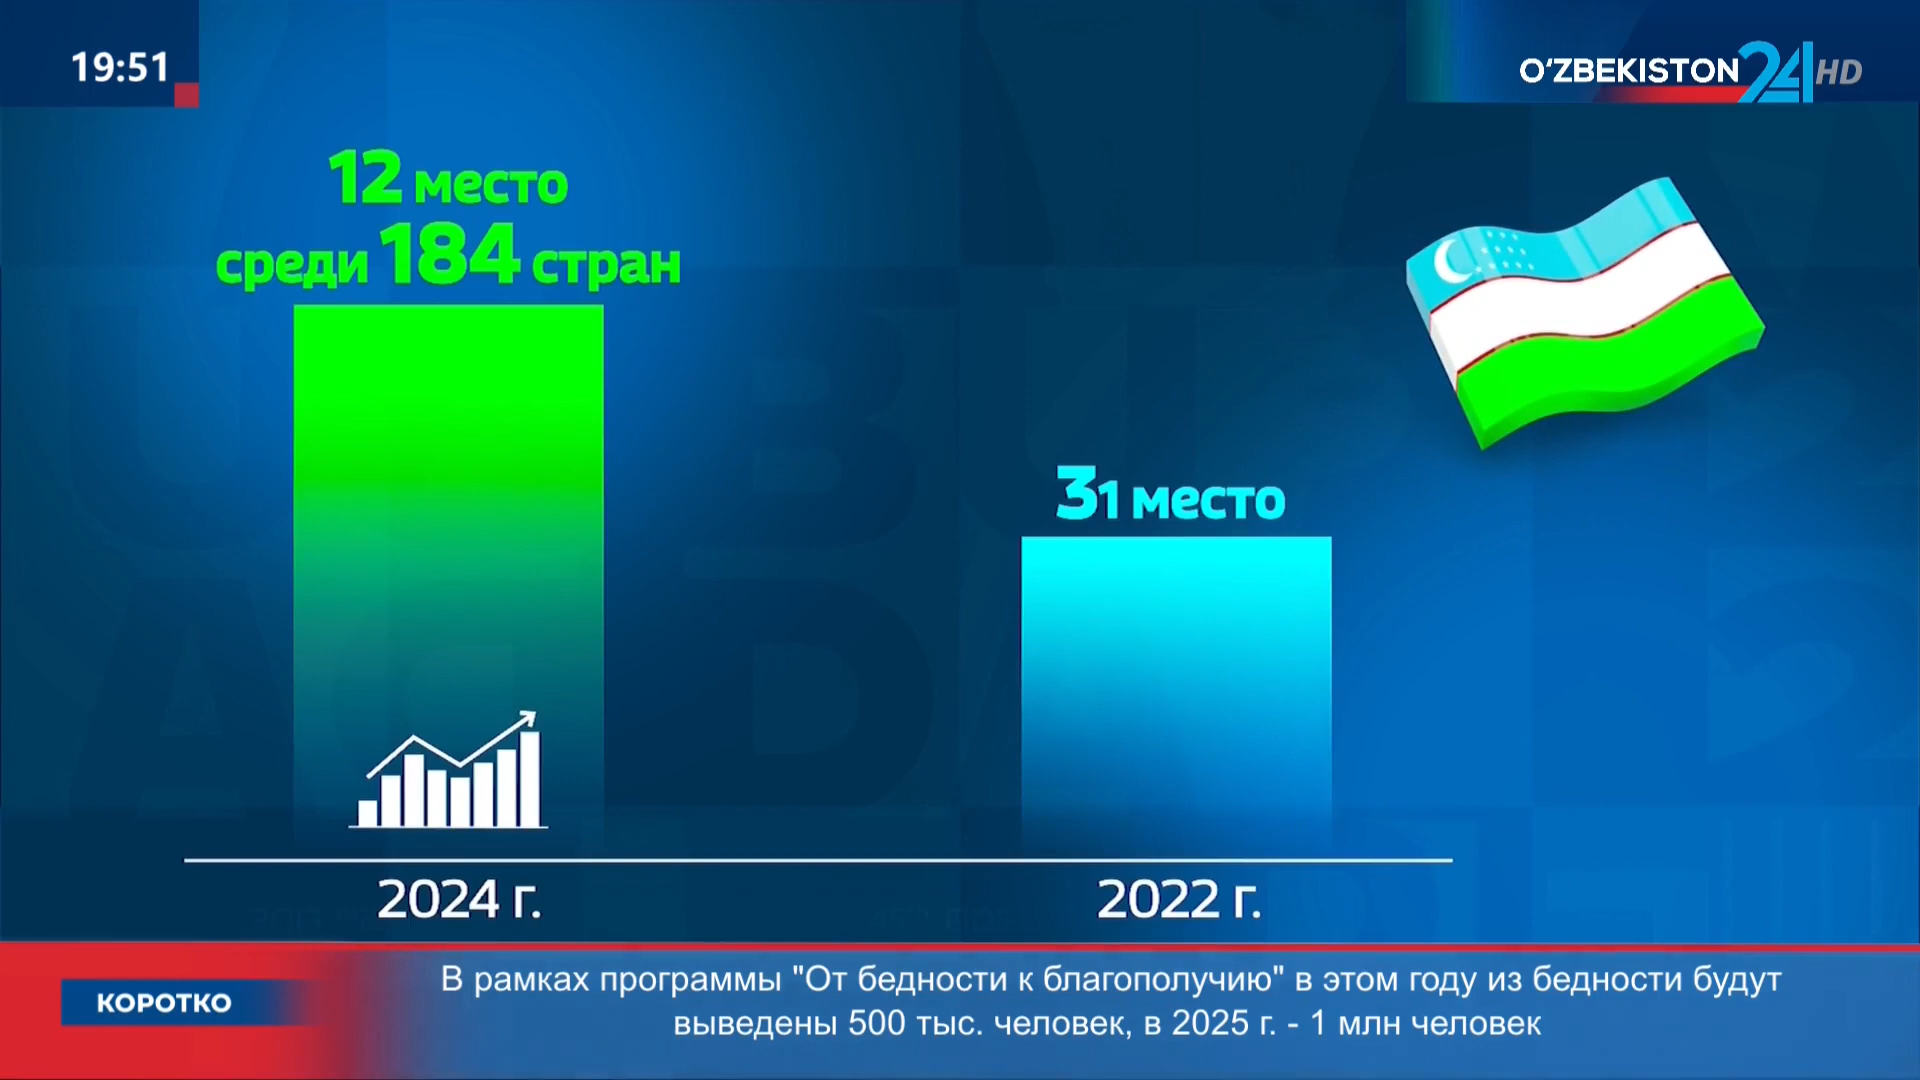 19:51
O‘ZBEKISTON 24 HD
12 место
среди 184 стран
31 место
2024 г.
2022 г.
КОРОТКО
В рамках программы "От бедности к благополучию" в этом году из бедности будут
выведены 500 тыс. человек, в 2025 г. - 1 млн человек